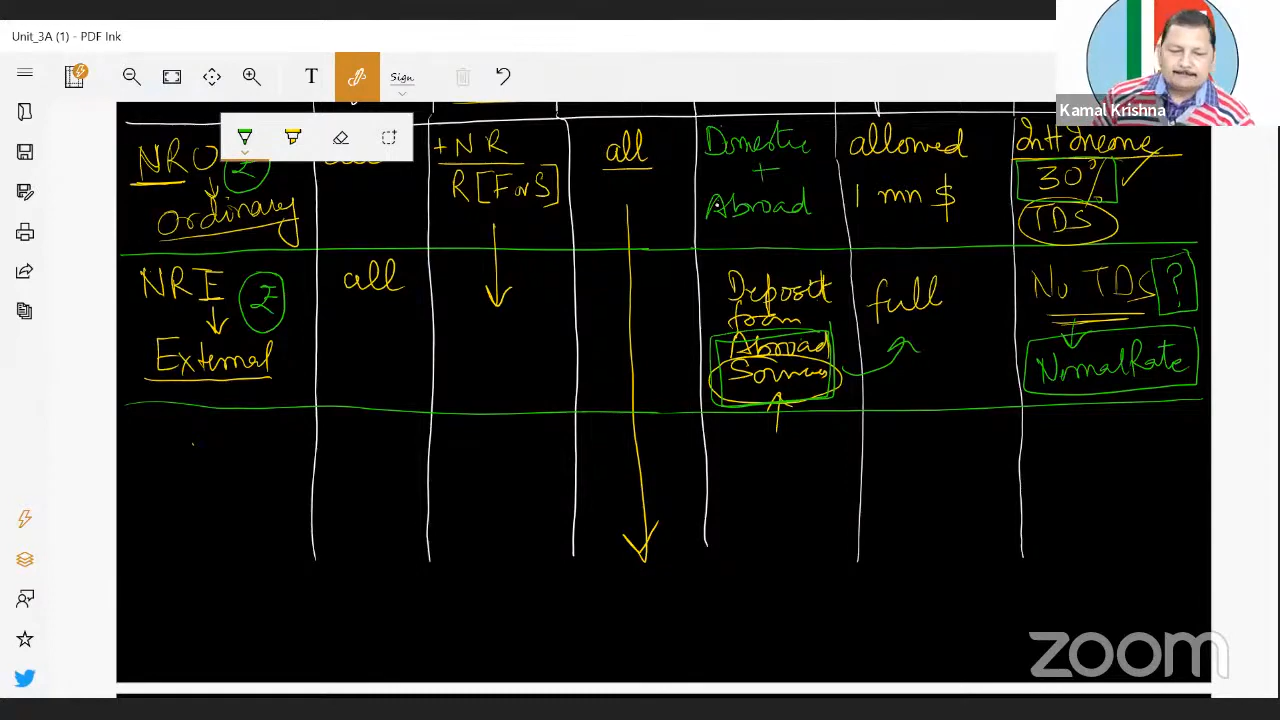 Unit_3A (1) - PDF Ink
T
Sign
Kamal Krishna
NRO
Ordinary
+NR
R [F or S]
all
Domestic
+
Abroad
allowed
1 mn $
Intt Income
30%
TDS
NRE
External
all
Deposit
from
Abroad
Sources
full
No TDS ?
Normal Rate
zoom